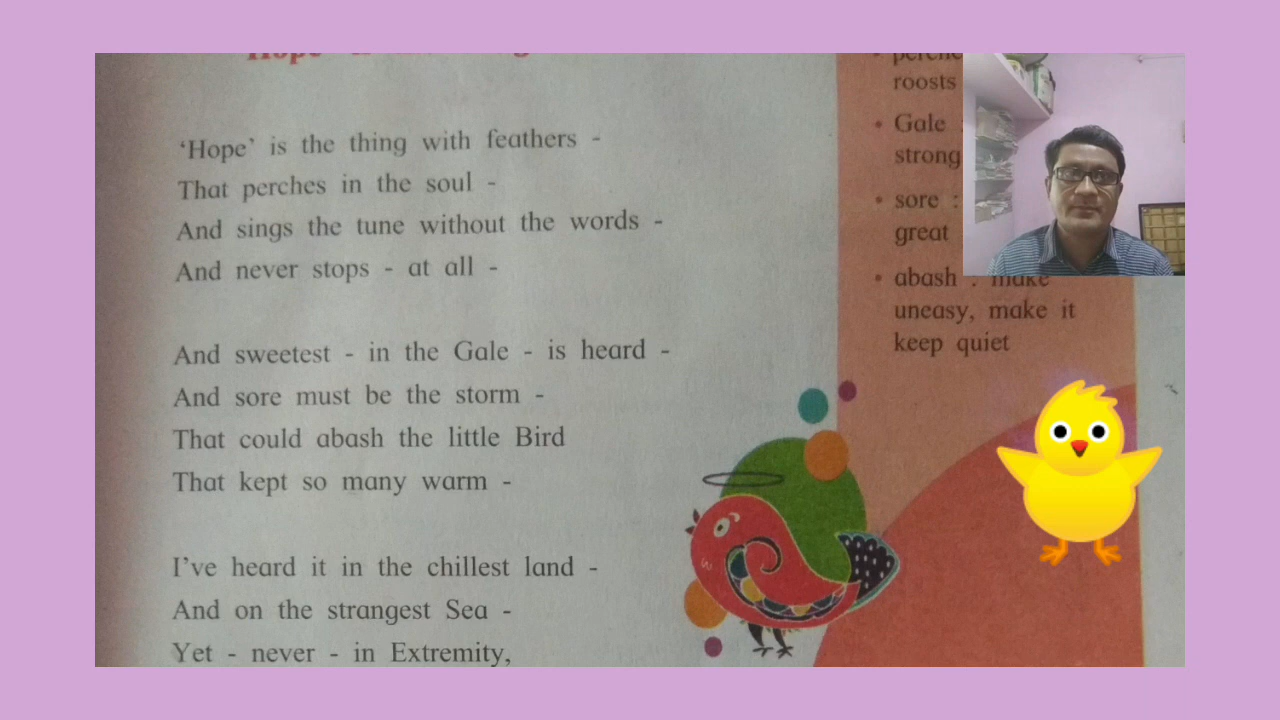 'Hope'
'Hope' is the thing with feathers -
That perches in the soul -
And sings the tune without the words -
And never stops - at all -
And sweetest - in the Gale - is heard -
And sore must be the storm -
That could abash the little Bird
That kept so many warm -
I've heard it in the chillest land -
And on the strangest Sea -
Yet - never - in Extremity,
roosts
• Gale :
strong
• sore :
great
• abash : make
uneasy, make it
keep quiet